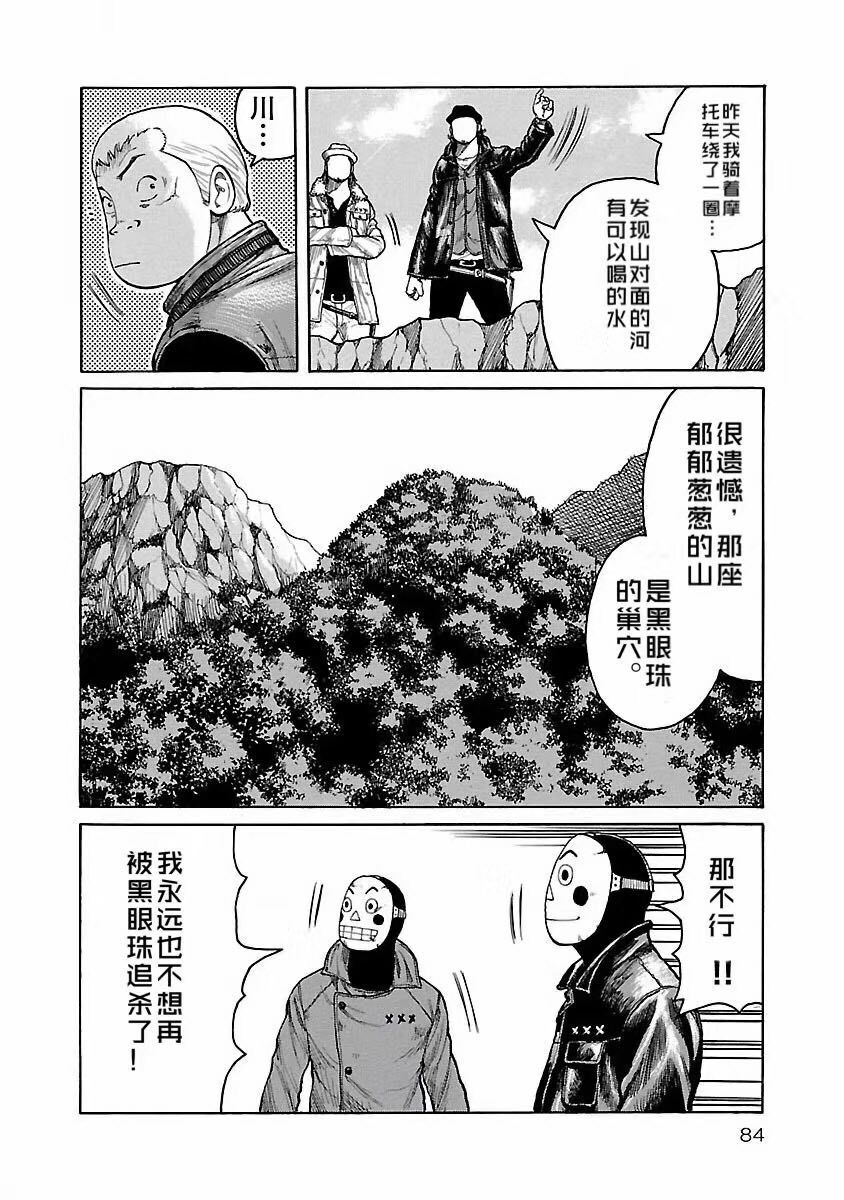 昨天我骑着摩
托车绕了一圈…
发现山对面的河
有可以喝的水
川…
很遗憾，那座
郁郁葱葱的山
是黑眼珠
的巢穴。
那不行!!
我永远也不想再
被黑眼珠追杀了！
84